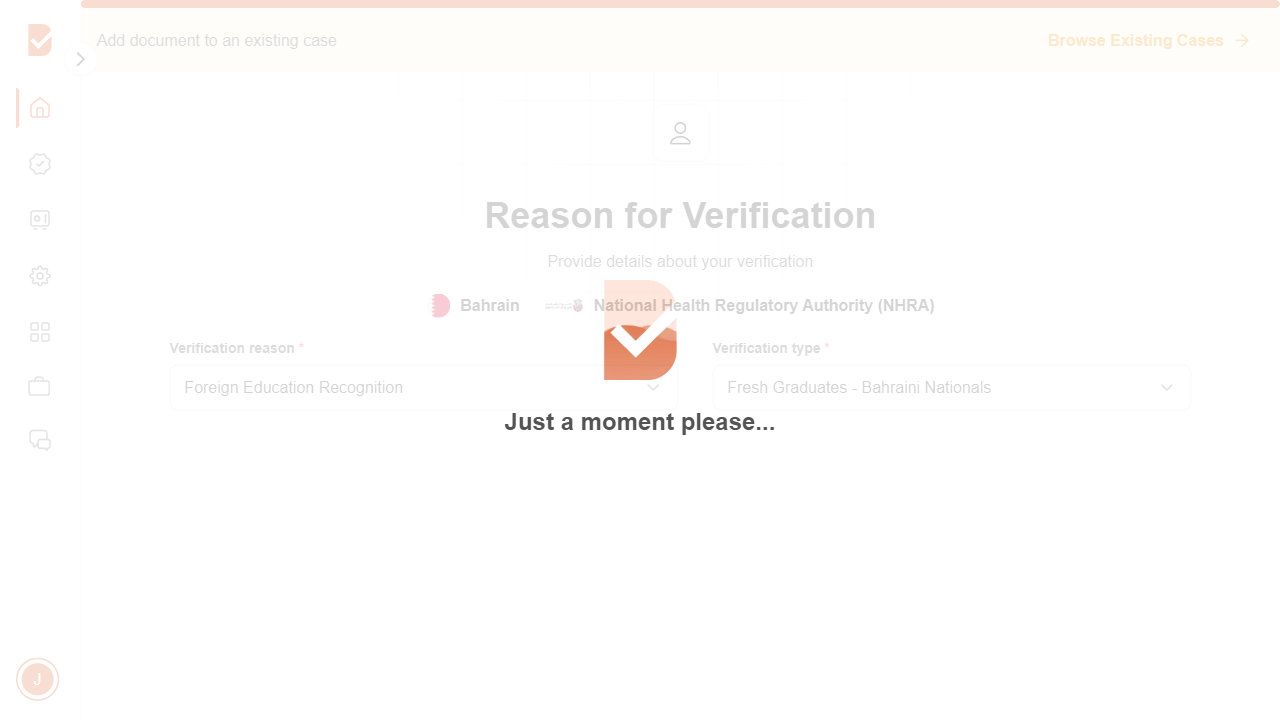 Add document to an existing case
Browse Existing Cases
Reason for Verification
Provide details about your verification
Bahrain
National Health Regulatory Authority (NHRA)
Verification reason *
Verification type *
Foreign Education Recognition
Fresh Graduates - Bahraini Nationals
Just a moment please...
J